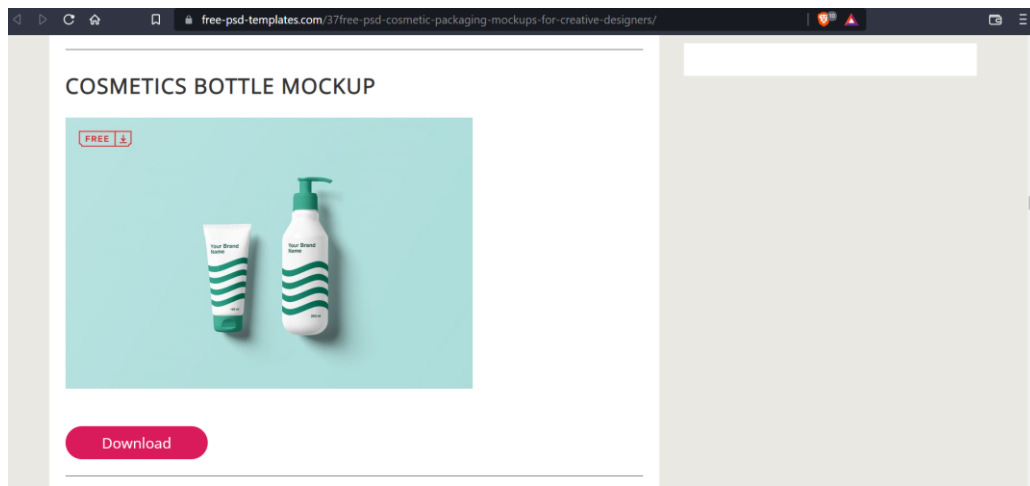 free-psd-templates.com/37free-psd-cosmetic-packaging-mockups-for-creative-designers/
COSMETICS BOTTLE MOCKUP
FREE
Your Brand
Name
Your Brand
Name
Download